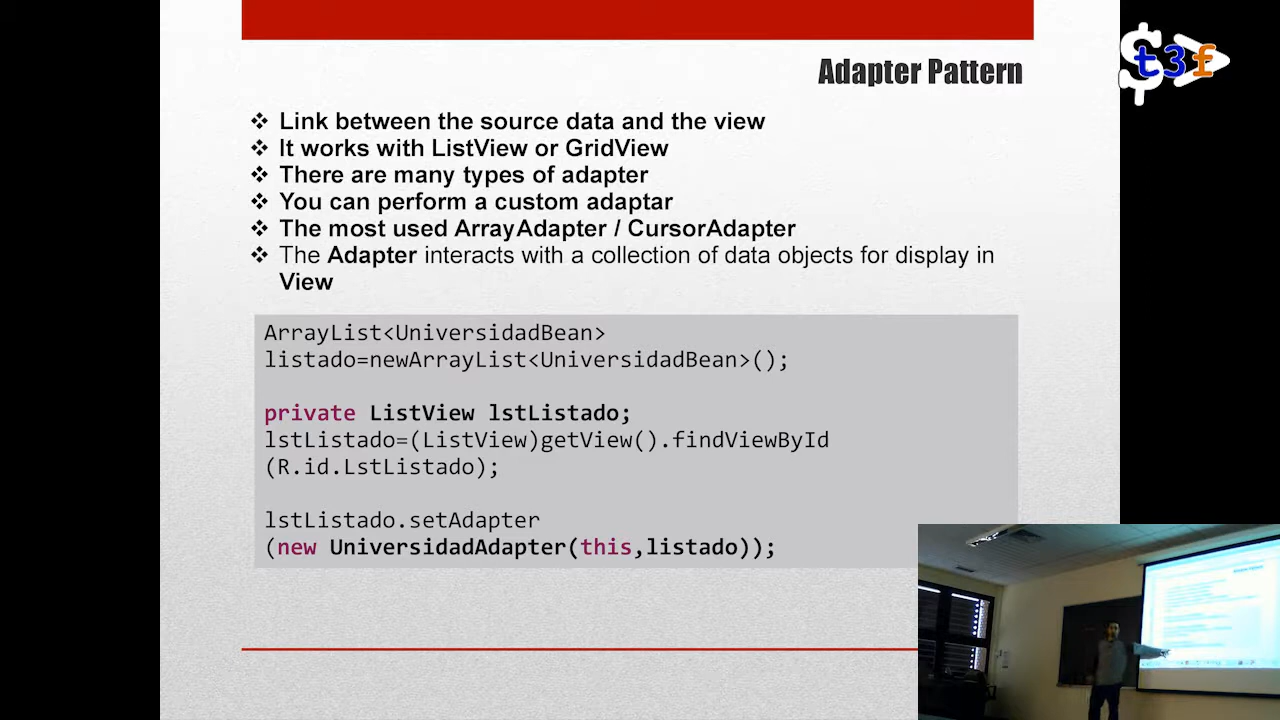 Adapter Pattern
t3f
❖ Link between the source data and the view
❖ It works with ListView or GridView
❖ There are many types of adapter
❖ You can perform a custom adaptar
❖ The most used ArrayAdapter / CursorAdapter
❖ The Adapter interacts with a collection of data objects for display in
View
ArrayList<UniversidadBean>
listado=newArrayList<UniversidadBean>();
private ListView lstListado;
lstListado=(ListView)getView().findViewById
(R.id.LstListado);
lstListado.setAdapter
(new UniversidadAdapter(this,listado));